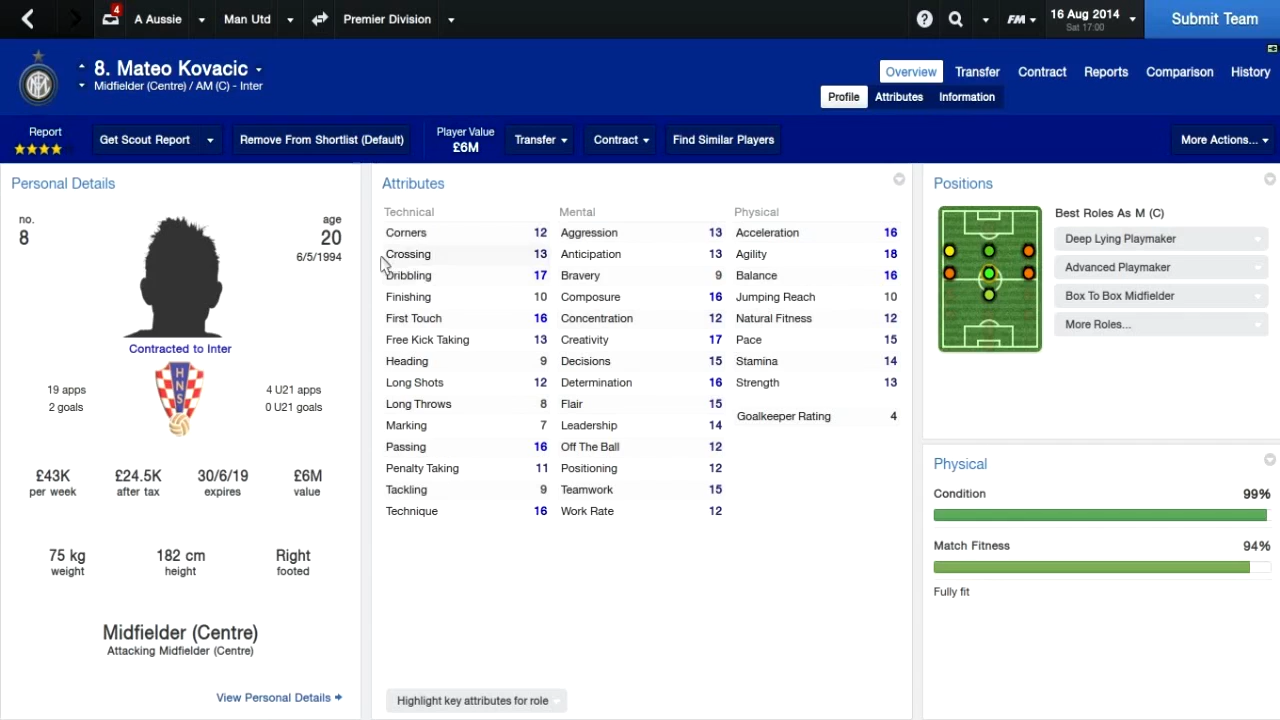 4
A Aussie
Man Utd
Premier Division
?
FM
16 Aug 2014
Sat 17:00
Submit Team
8. Mateo Kovacic
Midfielder (Centre) / AM (C) - Inter
Overview
Transfer
Contract
Reports
Comparison
History
Profile
Attributes
Information
Report
Get Scout Report
Remove From Shortlist (Default)
Player Value
£6M
Transfer
Contract
Find Similar Players
More Actions...
Personal Details
no.
8
age
20
6/5/1994
Contracted to Inter
19 apps
2 goals
HNS
4 U21 apps
0 U21 goals
£43K
per week
£24.5K
after tax
30/6/19
expires
£6M
value
75 kg
weight
182 cm
height
Right
footed
Midfielder (Centre)
Attacking Midfielder (Centre)
View Personal Details
Attributes
Technical
Corners 12
Crossing 13
Dribbling 17
Finishing 10
First Touch 16
Free Kick Taking 13
Heading 9
Long Shots 12
Long Throws 8
Marking 7
Passing 16
Penalty Taking 11
Tackling 9
Technique 16
Mental
Aggression 13
Anticipation 13
Bravery 9
Composure 16
Concentration 12
Creativity 17
Decisions 15
Determination 16
Flair 15
Leadership 14
Off The Ball 12
Positioning 12
Teamwork 15
Work Rate 12
Physical
Acceleration 16
Agility 18
Balance 16
Jumping Reach 10
Natural Fitness 12
Pace 15
Stamina 14
Strength 13
Goalkeeper Rating 4
Highlight key attributes for role
Positions
Best Roles As M (C)
Deep Lying Playmaker
Advanced Playmaker
Box To Box Midfielder
More Roles...
Physical
Condition 99%
Match Fitness 94%
Fully fit